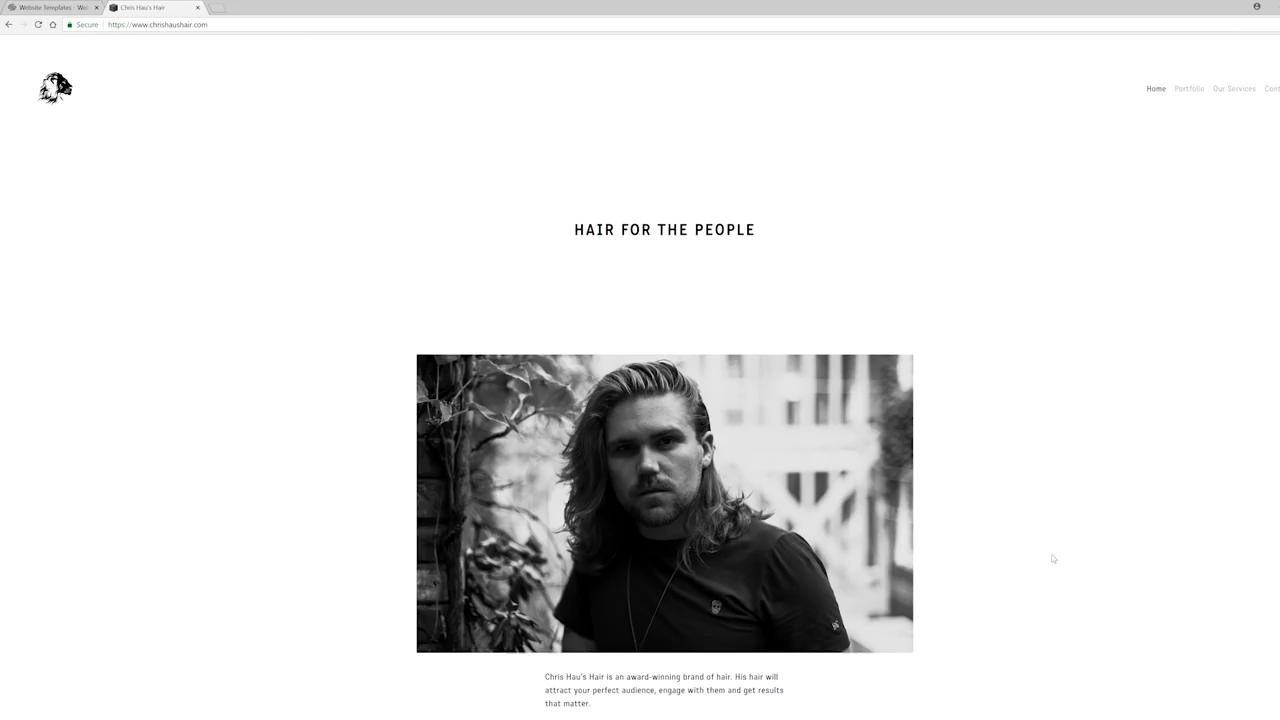 Website Templates - Wel
Chris Hau's Hair
Secure
https://www.chrishaushair.com
Home Portfolio Our Services Cont
HAIR FOR THE PEOPLE
Chris Hau's Hair is an award-winning brand of hair. His hair will
attract your perfect audience, engage with them and get results
that matter.